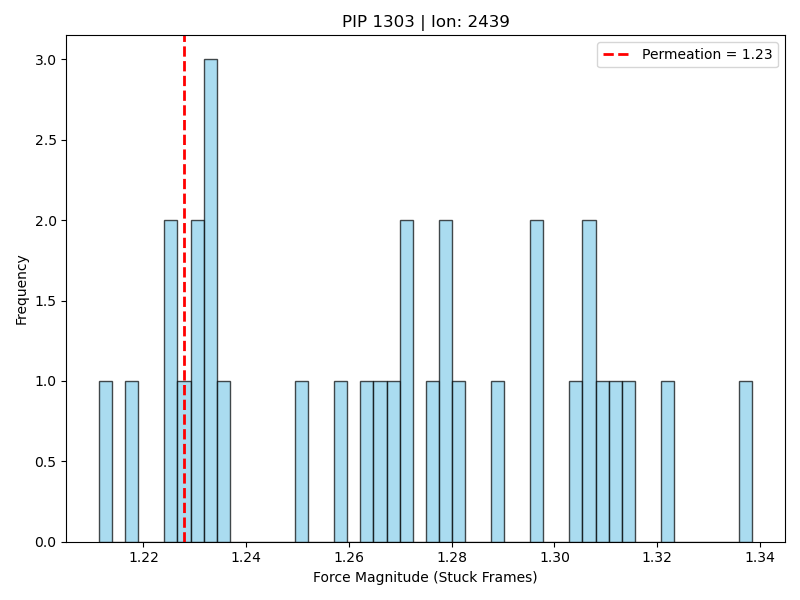 PIP 1303 | Ion: 2439
Permeation = 1.23
3.0
2.5
2.0
1.5
1.0
0.5
0.0
Frequency
1.22 1.24 1.26 1.28 1.30 1.32 1.34
Force Magnitude (Stuck Frames)